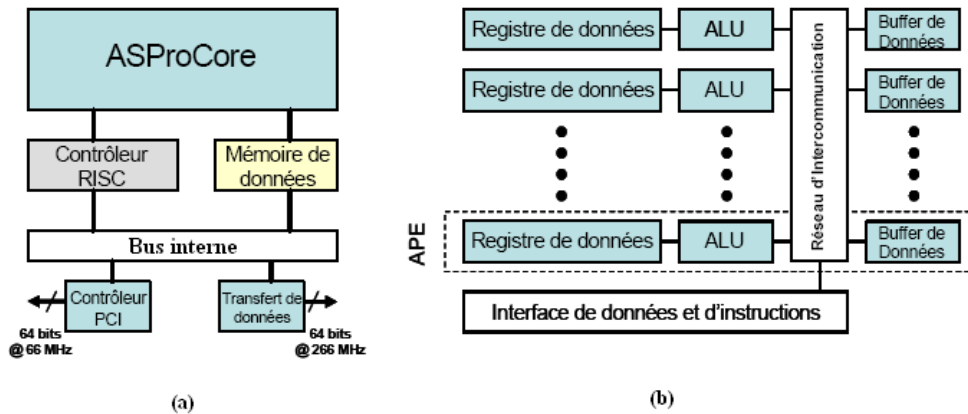 ASProCore
Contrôleur
RISC
Mémoire de
données
Bus interne
Contrôleur
PCI
Transfert de
données
64 bits
@ 66 MHz
64 bits
@ 266 MHz
(a)
Registre de données
ALU
Buffer de
Données
Registre de données
ALU
Buffer de
Données
Réseau d'Intercommunication
APE
Registre de données
ALU
Buffer de
Données
Interface de données et d'instructions
(b)